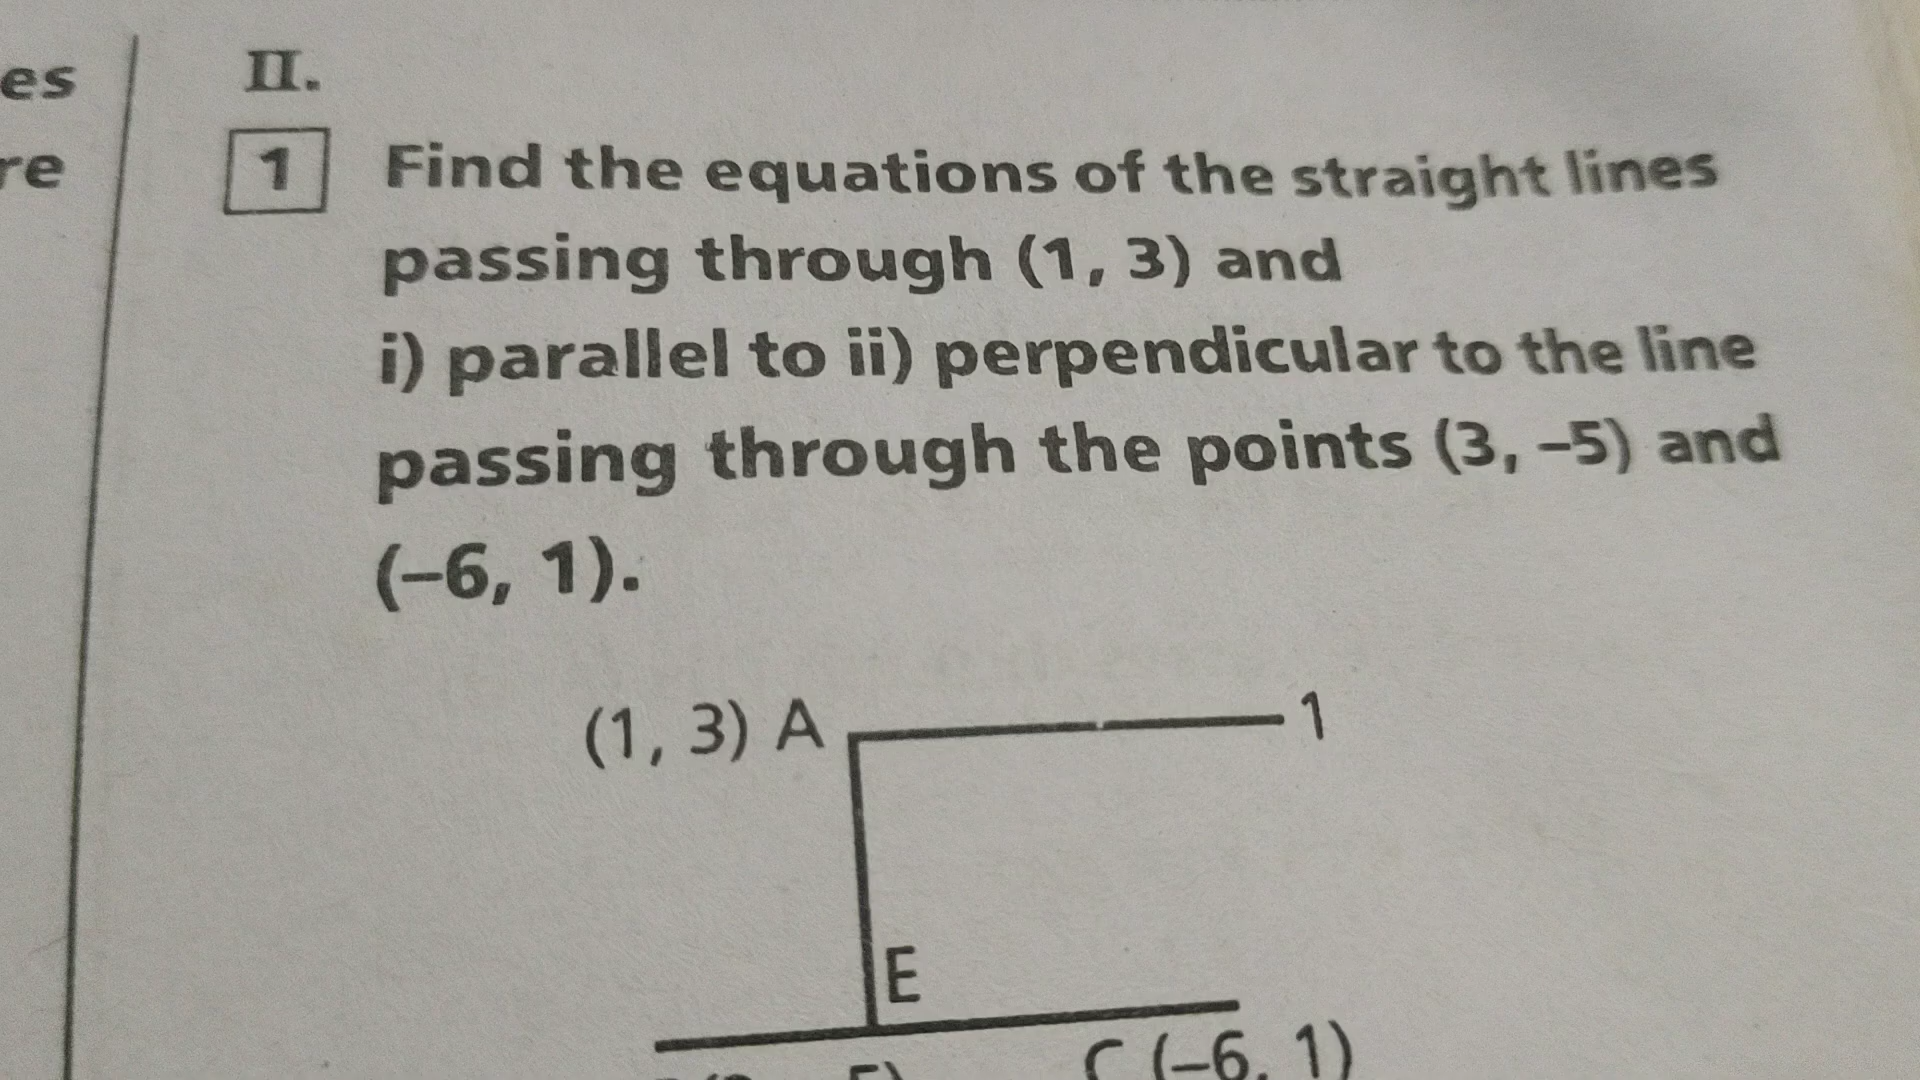 es
re
II.
1 Find the equations of the straight lines
passing through (1, 3) and
i) parallel to ii) perpendicular to the line
passing through the points (3, –5) and
(–6, 1).
(1, 3) A
1
E
C (–6, 1)